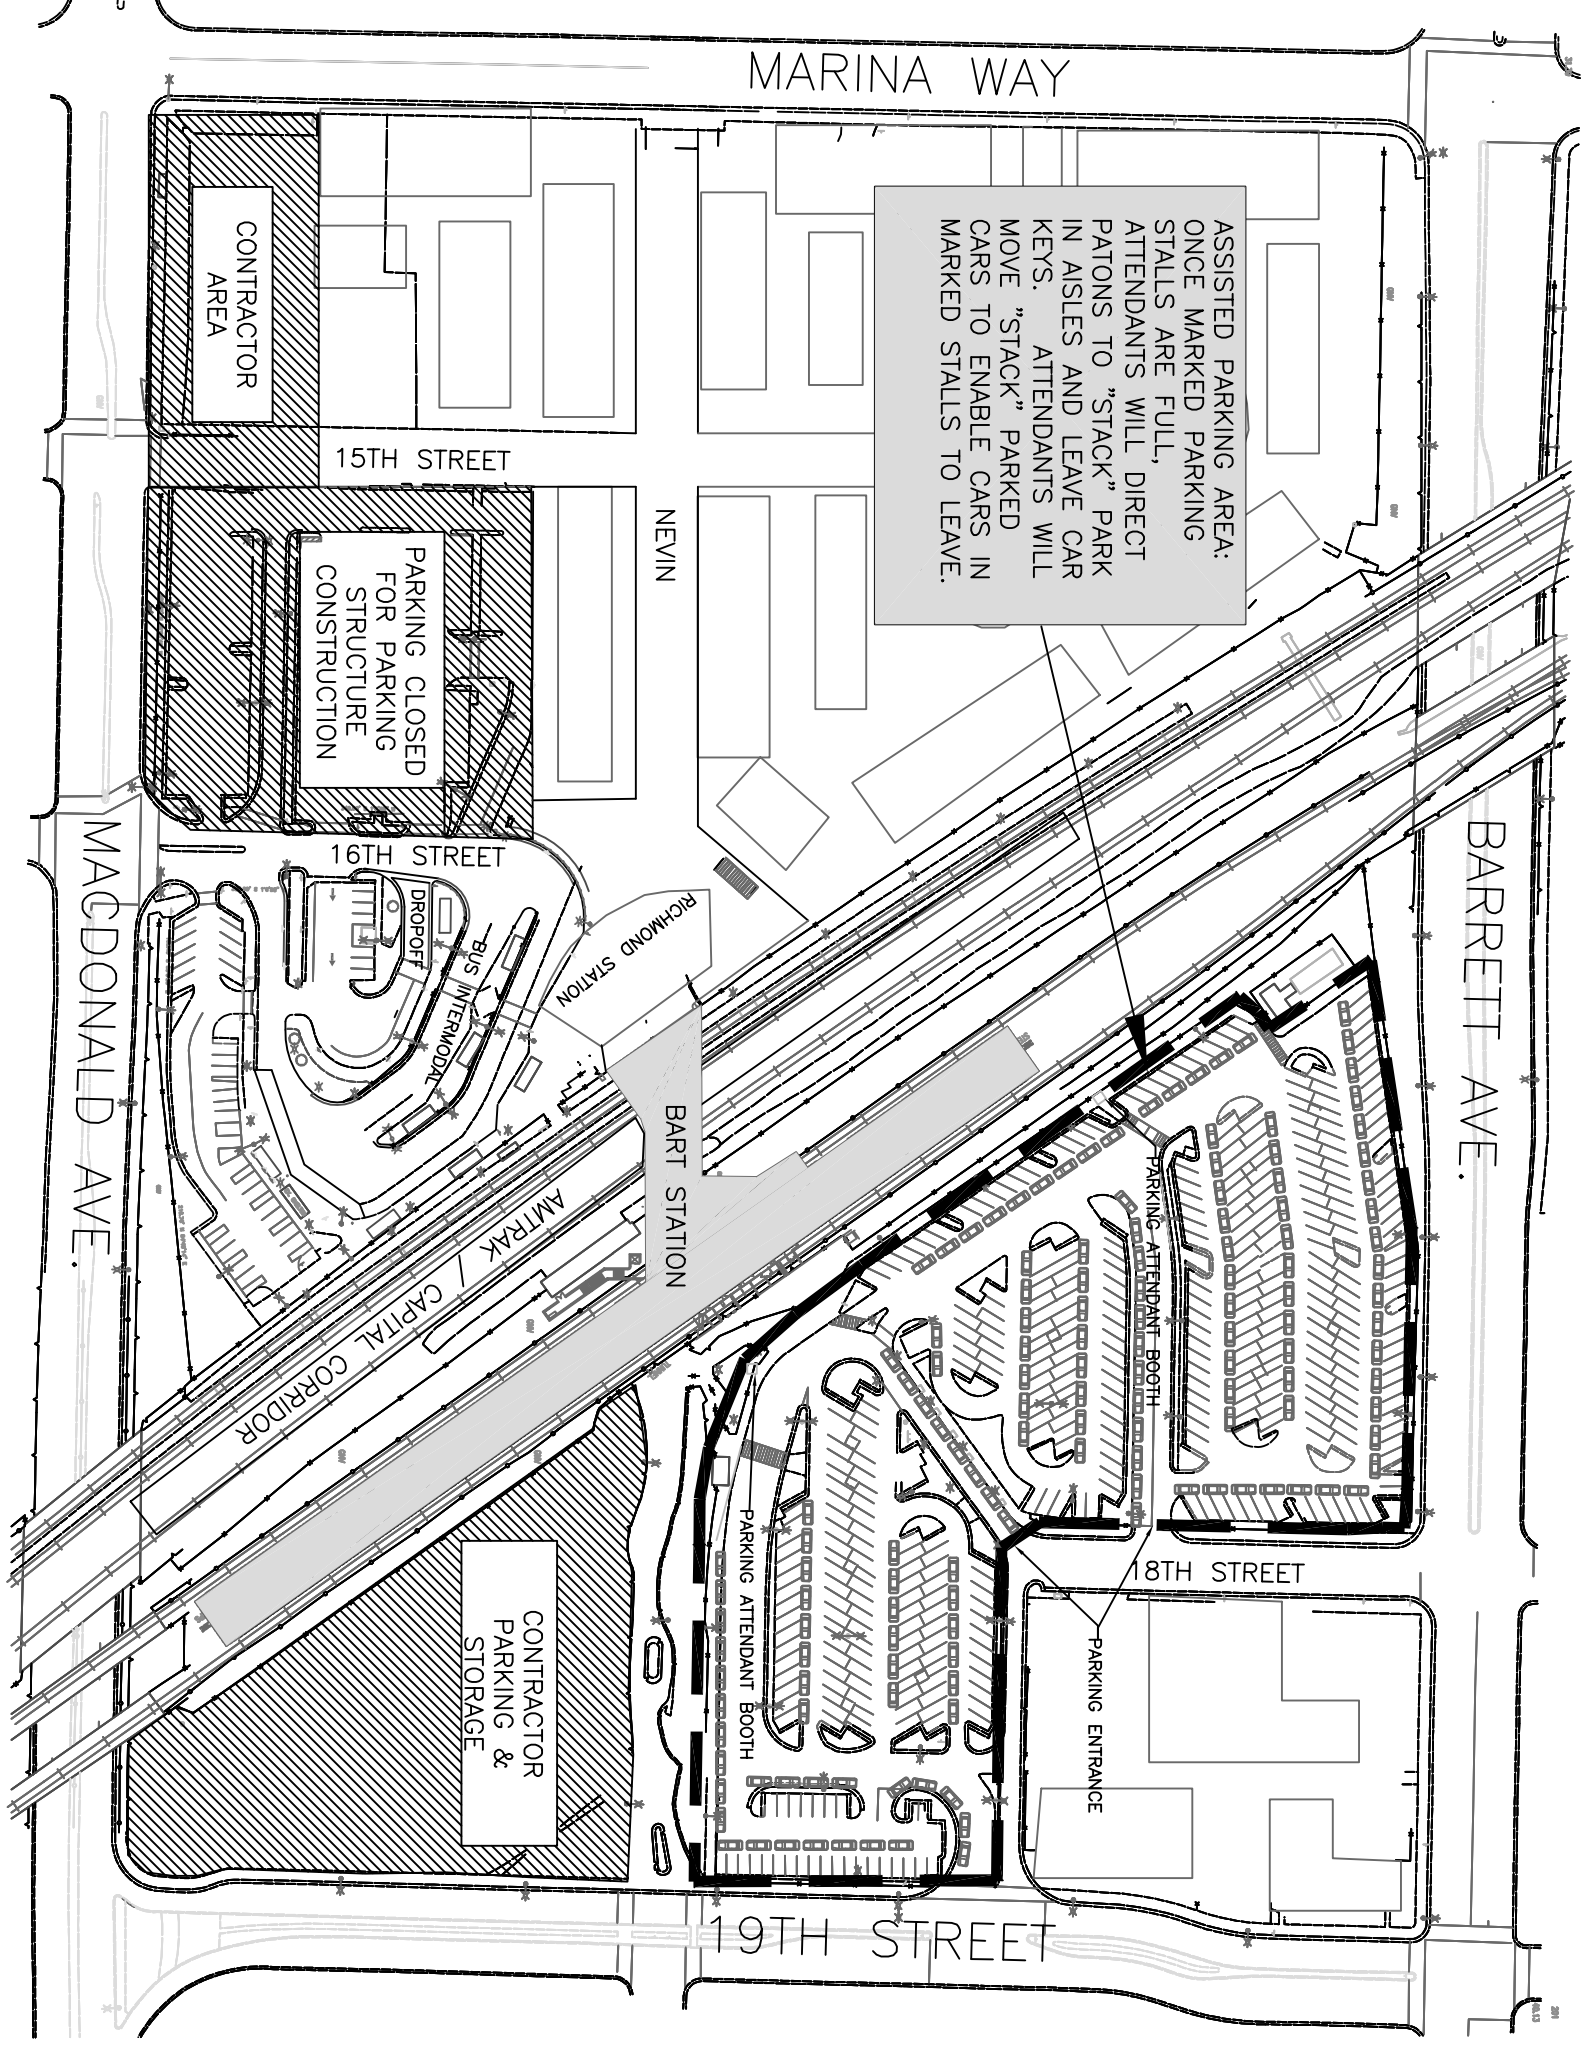 MARINA WAY
ASSISTED PARKING AREA:
ONCE MARKED PARKING
STALLS ARE FULL,
ATTENDANTS WILL DIRECT
PATONS TO "STACK" PARK
IN AISLES AND LEAVE CAR
KEYS. ATTENDANTS WILL
MOVE "STACK" PARKED
CARS TO ENABLE CARS IN
MARKED STALLS TO LEAVE.
CONTRACTOR
AREA
15TH STREET
NEVIN
PARKING CLOSED
FOR PARKING
STRUCTURE
CONSTRUCTION
16TH STREET
DROPOFF
BUS INTERMODAL
RICHMOND STATION
BART STATION
AMTRAK
CAPITAL CORRIDOR
MACDONALD AVE.
BARRETT AVE.
PARKING ATTENDANT BOOTH
PARKING ATTENDANT BOOTH
18TH STREET
PARKING ENTRANCE
CONTRACTOR
PARKING &
STORAGE
19TH STREET